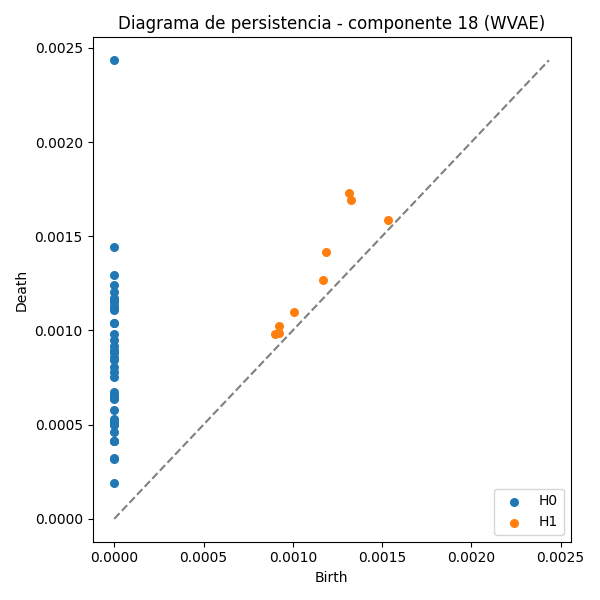 Diagrama de persistencia - componente 18 (WVAE)
0.0025
0.0020
0.0015
0.0010
0.0005
0.0000
Death
0.0000 0.0005 0.0010 0.0015 0.0020 0.0025
Birth
H0
H1